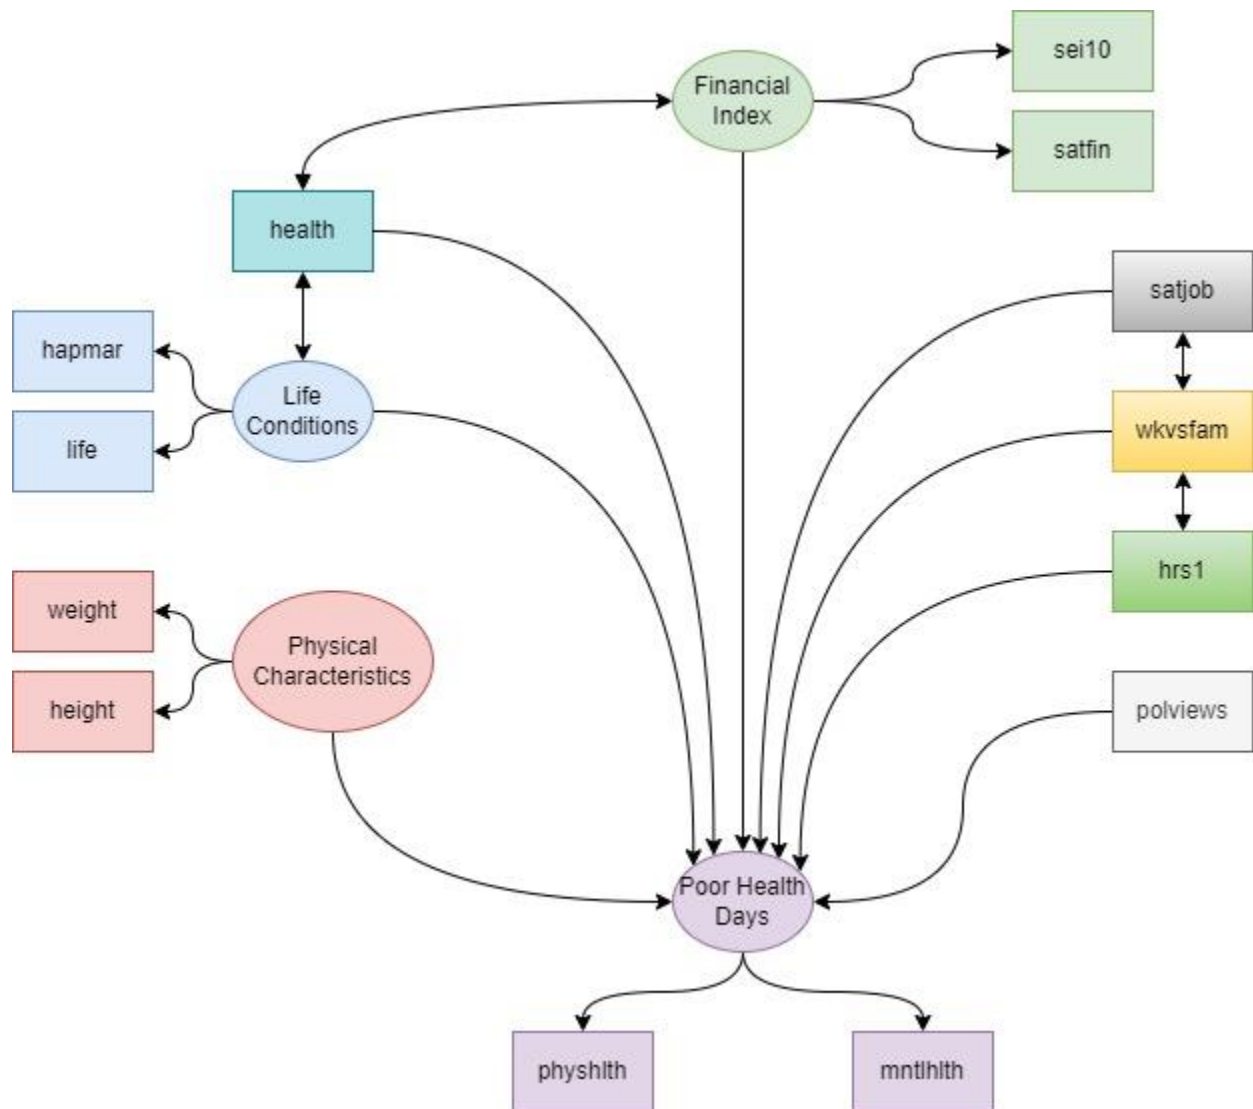 sei10
Financial
Index
satfin
health
satjob
hapmar
Life
Conditions
wkvsfam
life
hrs1
weight
Physical
Characteristics
height
polviews
Poor Health
Days
physhlth
mntlhlth